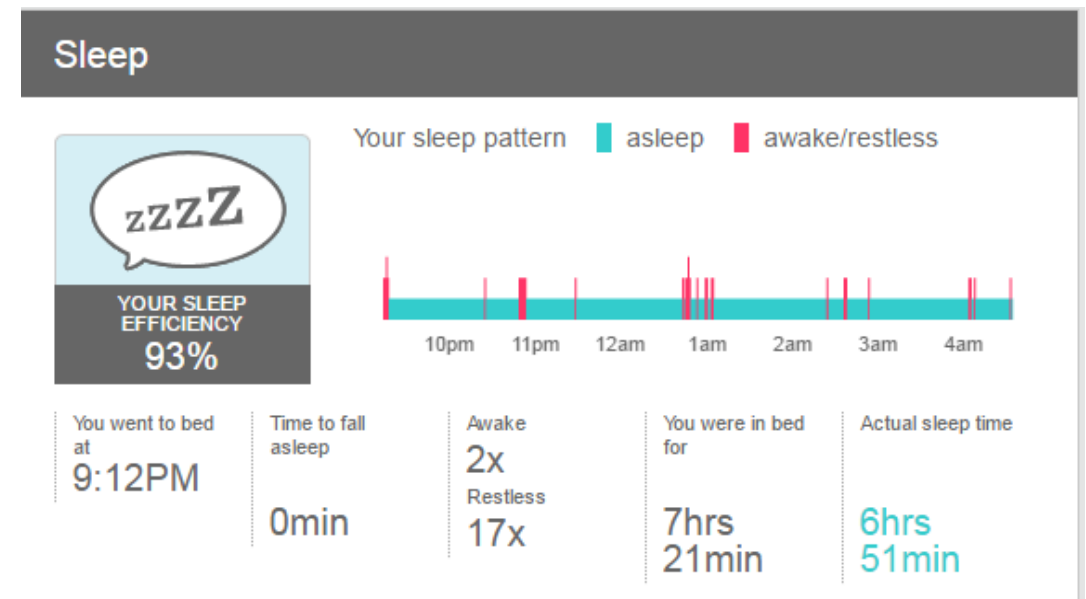 Sleep
Your sleep pattern asleep awake/restless
zzzZ
YOUR SLEEP
EFFICIENCY
93%
10pm 11pm 12am 1am 2am 3am 4am
You went to bed
at
9:12PM
Time to fall
asleep
0min
Awake
2x
Restless
17x
You were in bed
for
7hrs
21min
Actual sleep time
6hrs
51min